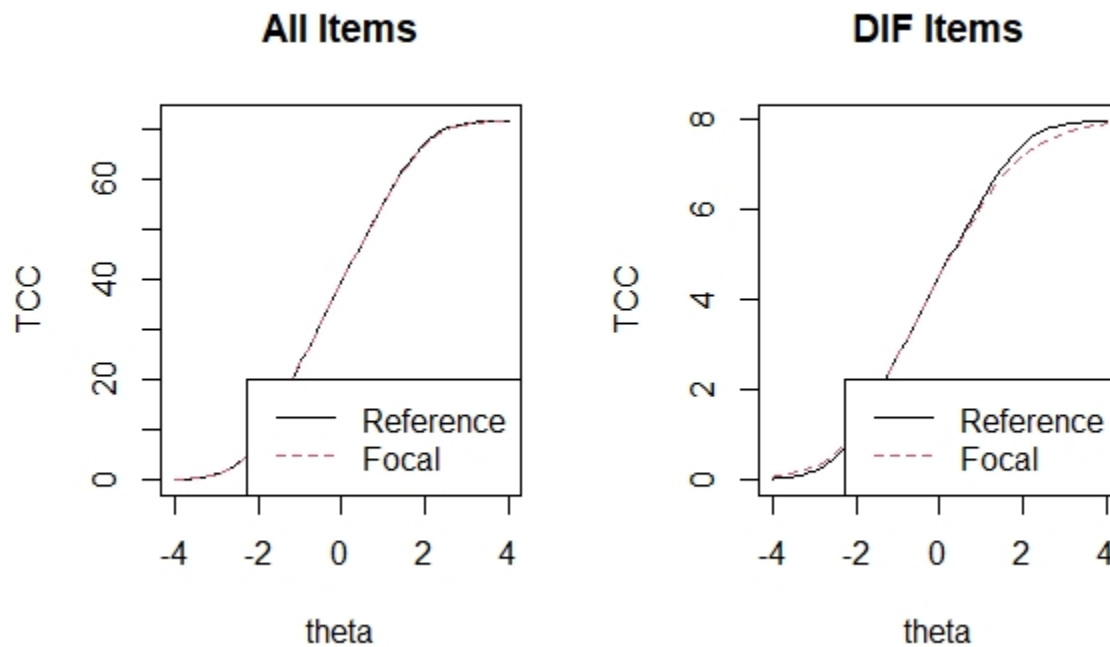 All Items
TCC
60
40
20
0
Reference
Focal
-4 -2 0 2 4
theta
DIF Items
TCC
8
6
4
2
0
Reference
Focal
-4 -2 0 2 4
theta